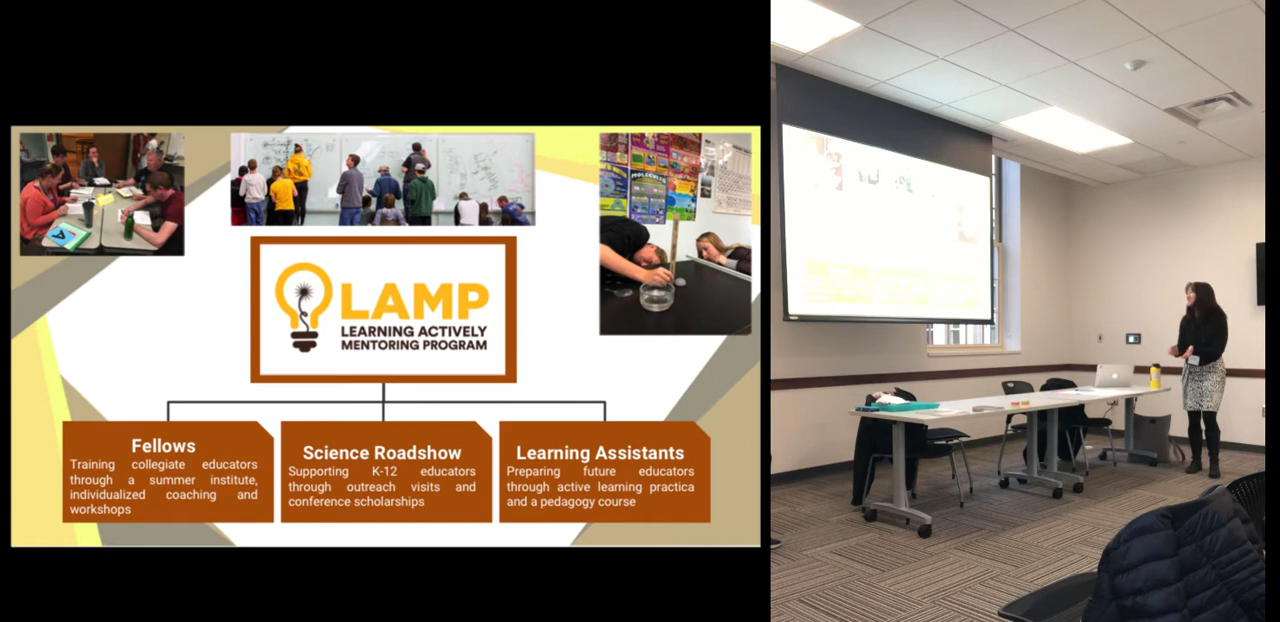 MOLECULE
LAMP
LEARNING ACTIVELY
MENTORING PROGRAM
Fellows
Training collegiate educators
through a summer institute,
individualized coaching and
workshops
Science Roadshow
Supporting K-12 educators
through outreach visits and
conference scholarships
Learning Assistants
Preparing future educators
through active learning practica
and a pedagogy course